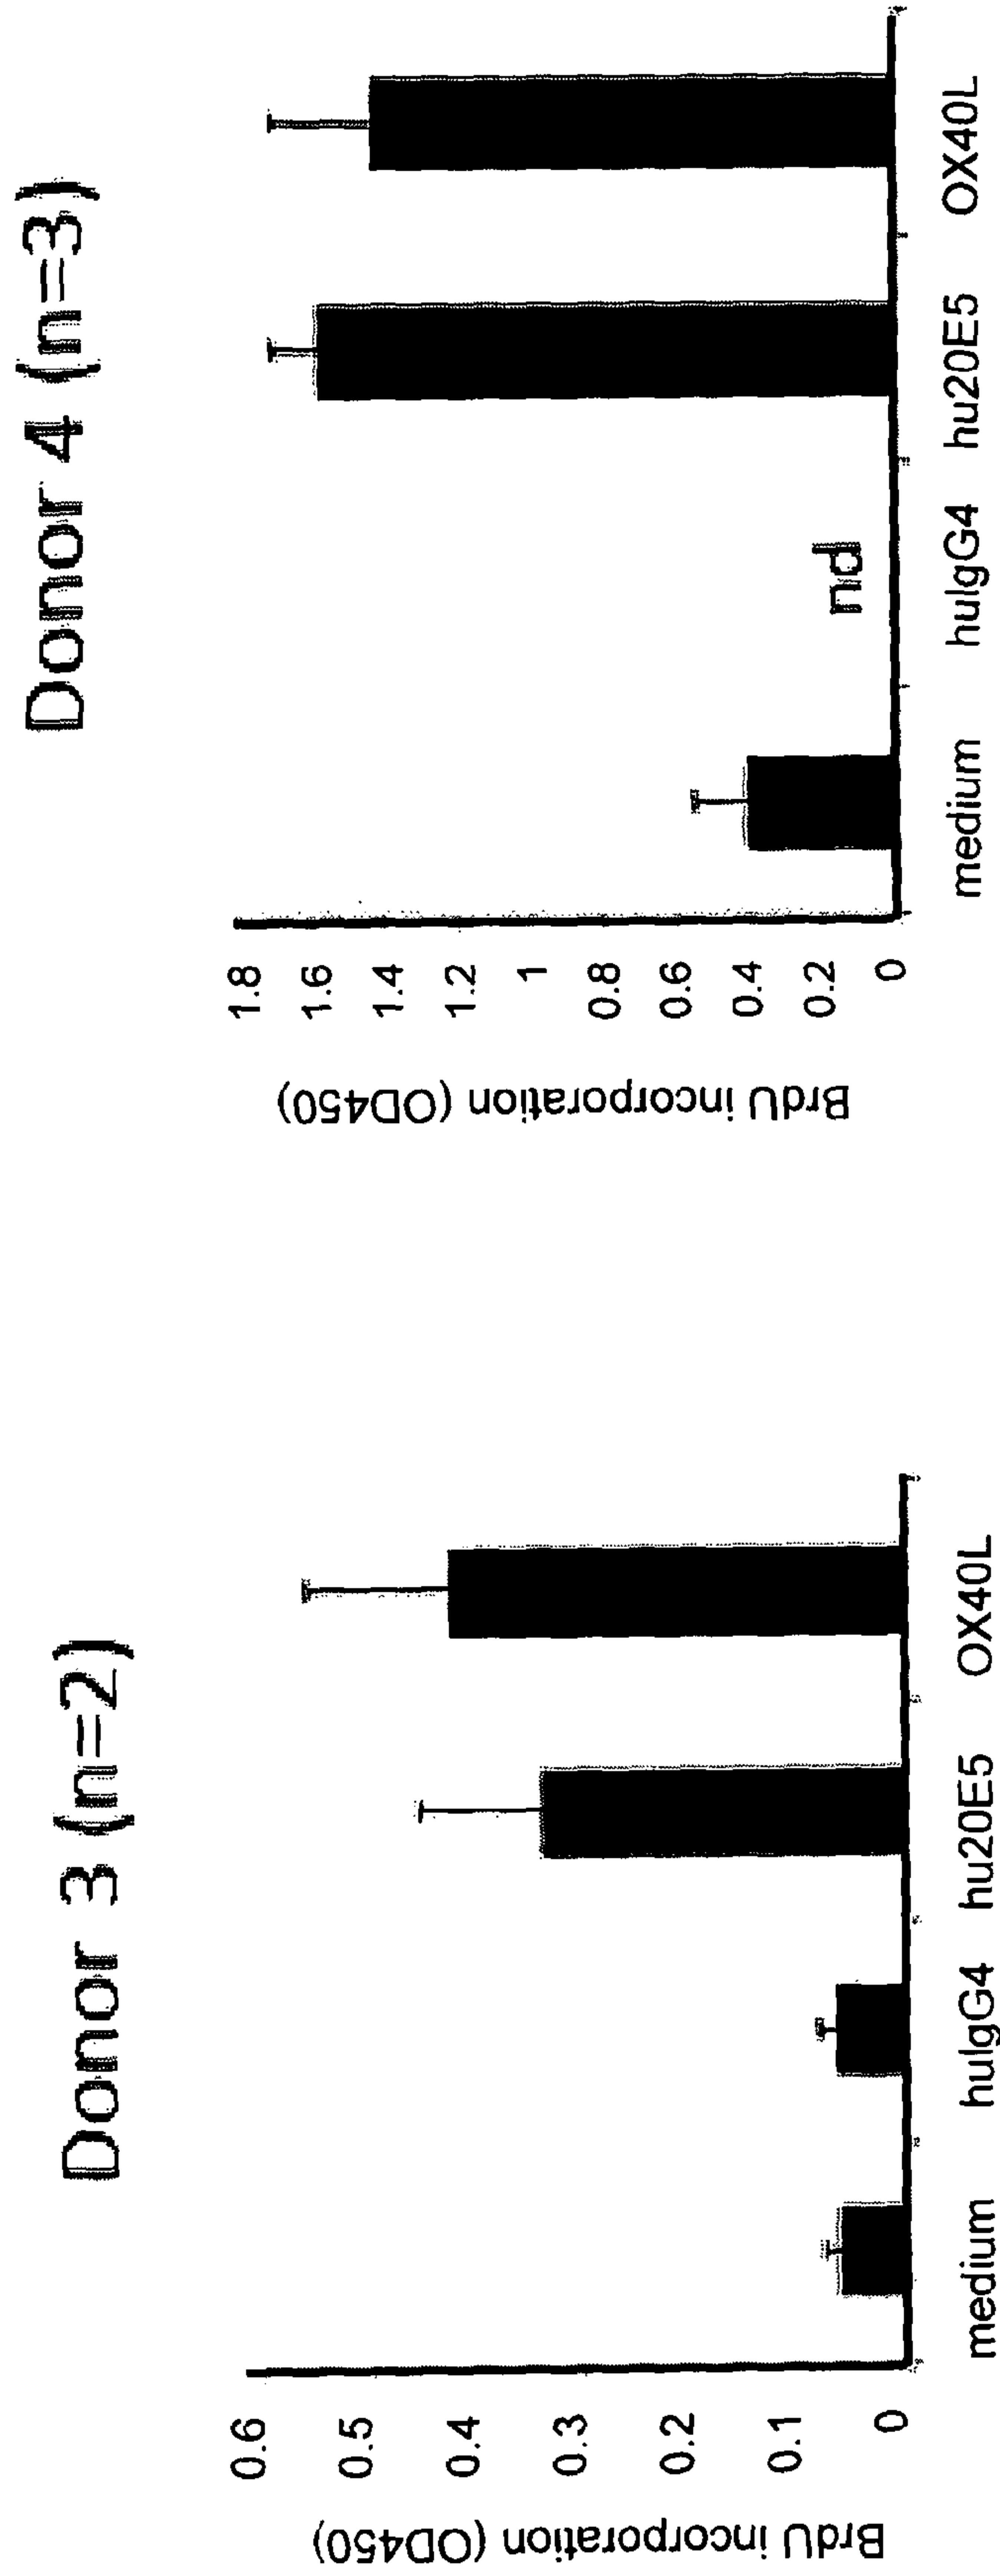 Donor 3 (n=2)
BrdU incorporation (OD450)
0.6
0.5
0.4
0.3
0.2
0.1
0
medium huIgG4 hu20E5 OX40L
Donor 4 (n=3)
BrdU incorporation (OD450)
1.8
1.6
1.4
1.2
1
0.8
0.6
0.4
0.2
0
nd
medium huIgG4 hu20E5 OX40L